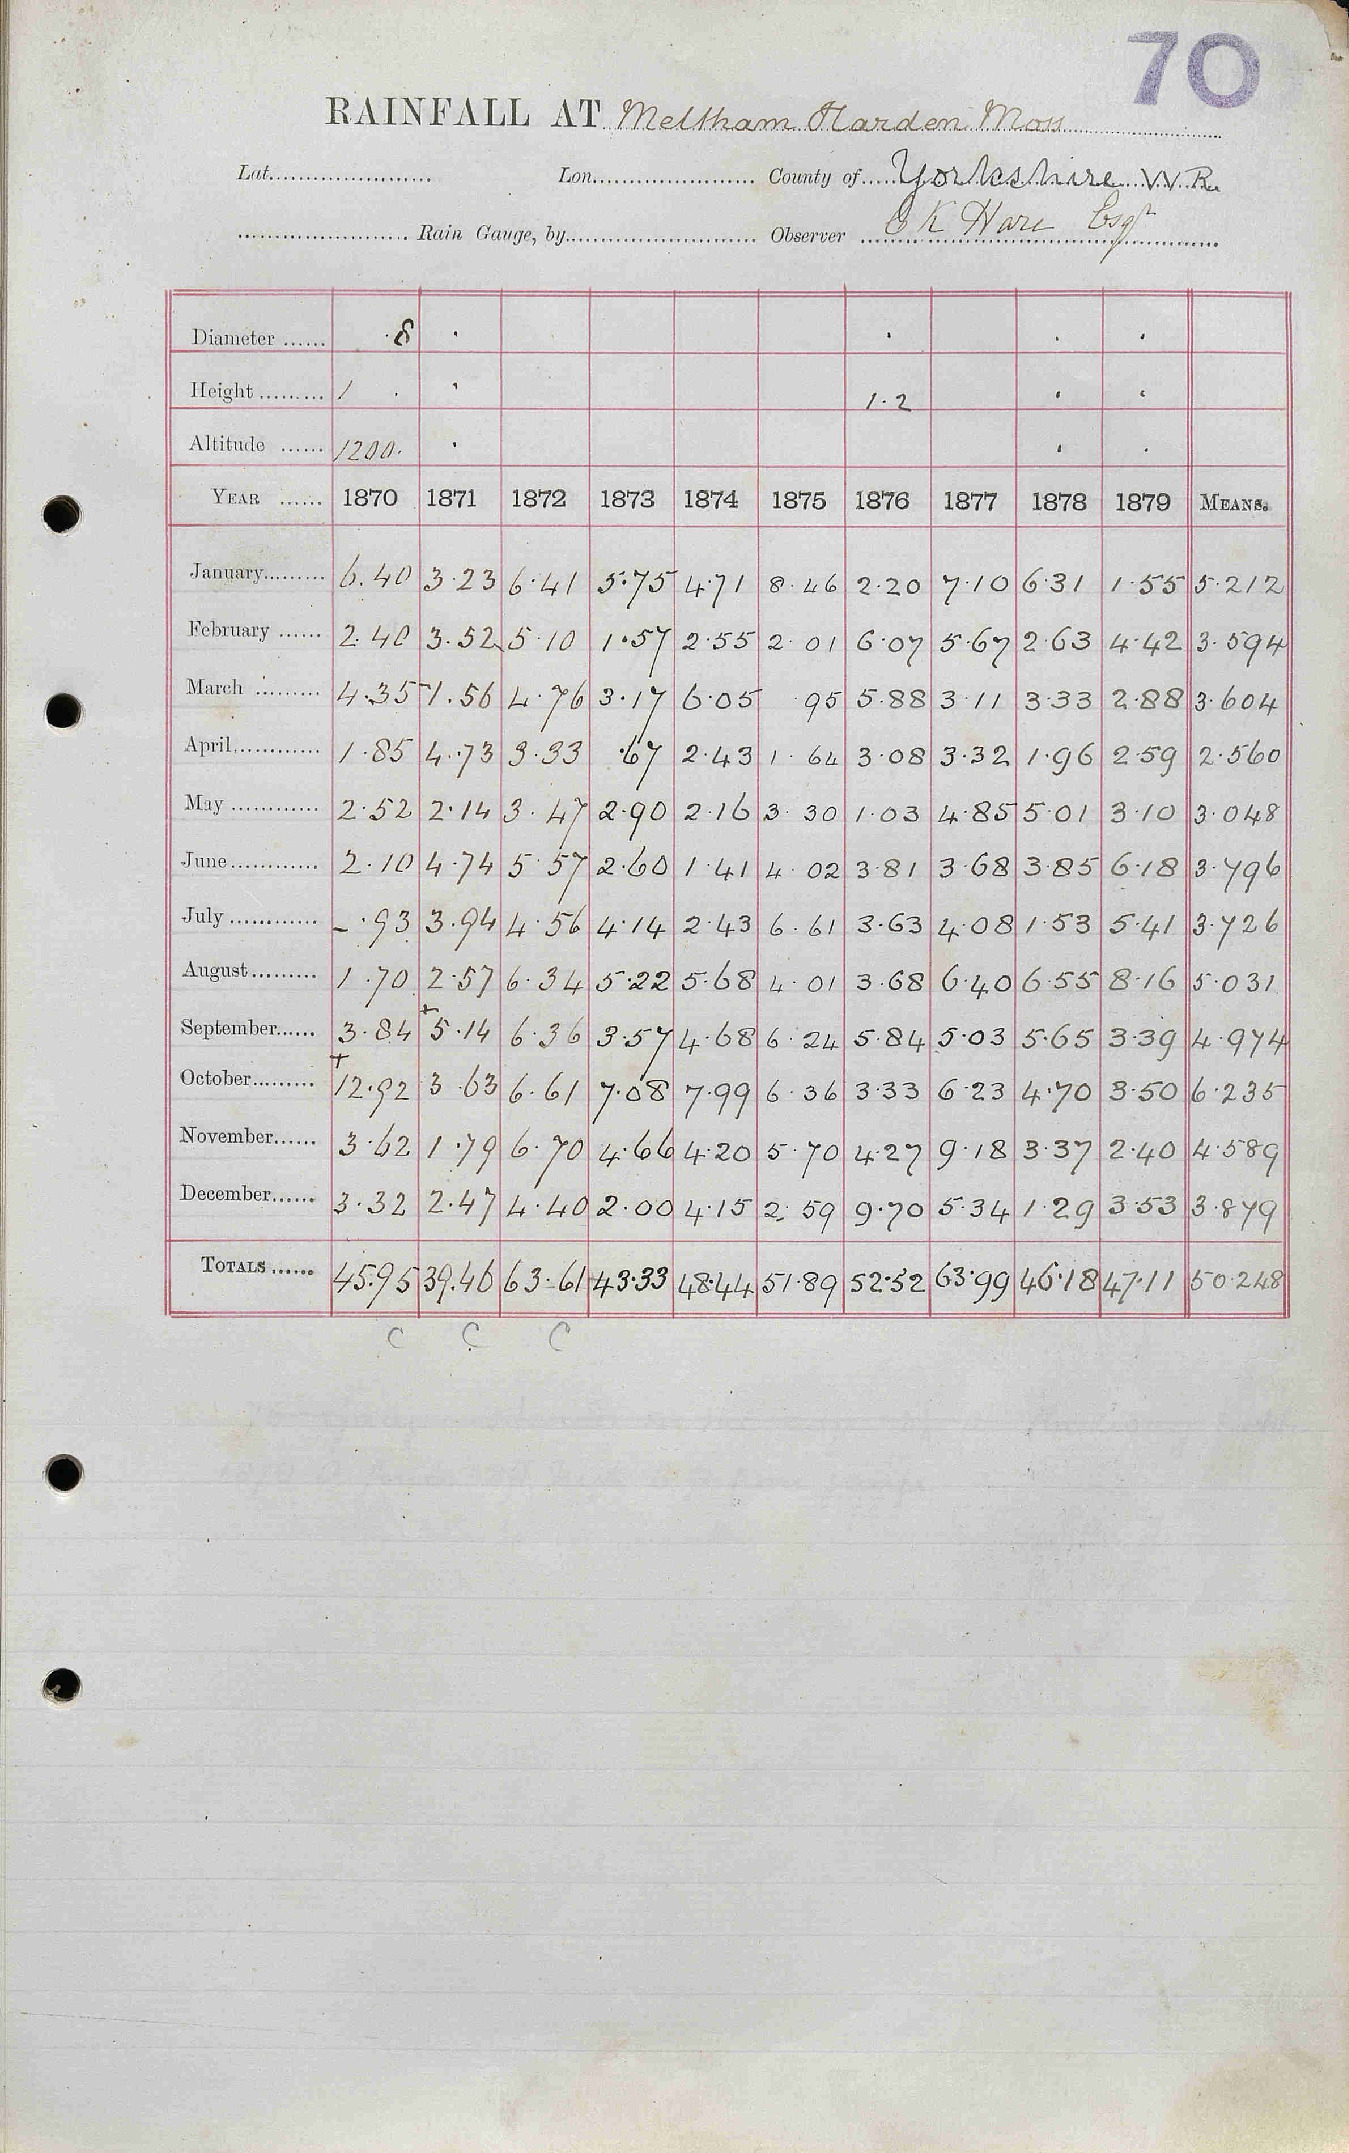 70
RAINFALL AT Meltham Harden Moss
Lat. Lon. County of Yorkshire W.R.
Rain Gauge, by Observer K Hare Esqr
Diameter ...... .8
Height ......... 1 1.2
Altitude ...... 1200.
YEAR ...... 1870 1871 1872 1873 1874 1875 1876 1877 1878 1879 MEANS.
January......... 6.40 3.23 6.41 5.75 4.71 8.46 2.20 7.10 6.31 1.55 5.212
February ...... 2.40 3.52 5.10 1.57 2.55 2.01 6.07 5.67 2.63 4.42 3.594
March ......... 4.35 1.56 4.76 3.17 6.05 95 5.88 3.11 3.33 2.88 3.604
April............ 1.85 4.73 3.33 .67 2.43 1.64 3.08 3.32 1.96 2.59 2.560
May ............ 2.52 2.14 3.47 2.90 2.16 3.30 1.03 4.85 5.01 3.10 3.048
June............ 2.10 4.74 5.57 2.60 1.41 4.02 3.81 3.68 3.85 6.18 3.796
July ............ - .93 3.94 4.56 4.14 2.43 6.61 3.63 4.08 1.53 5.41 3.726
August......... 1.70 2.57 6.34 5.22 5.68 4.01 3.68 6.40 6.55 8.16 5.031
September...... 3.84 +5.14 6.36 3.57 4.68 6.24 5.84 5.03 5.65 3.39 4.974
October......... +12.92 3.63 6.61 7.08 7.99 6.36 3.33 6.23 4.70 3.50 6.235
November...... 3.62 1.79 6.70 4.66 4.20 5.70 4.27 9.18 3.37 2.40 4.589
December...... 3.32 2.47 4.40 2.00 4.15 2.59 9.70 5.34 1.29 3.53 3.879
TOTALS ...... 45.95 39.46 63.61 43.33 48.44 51.89 52.52 63.99 46.18 47.11 50.248
C C C